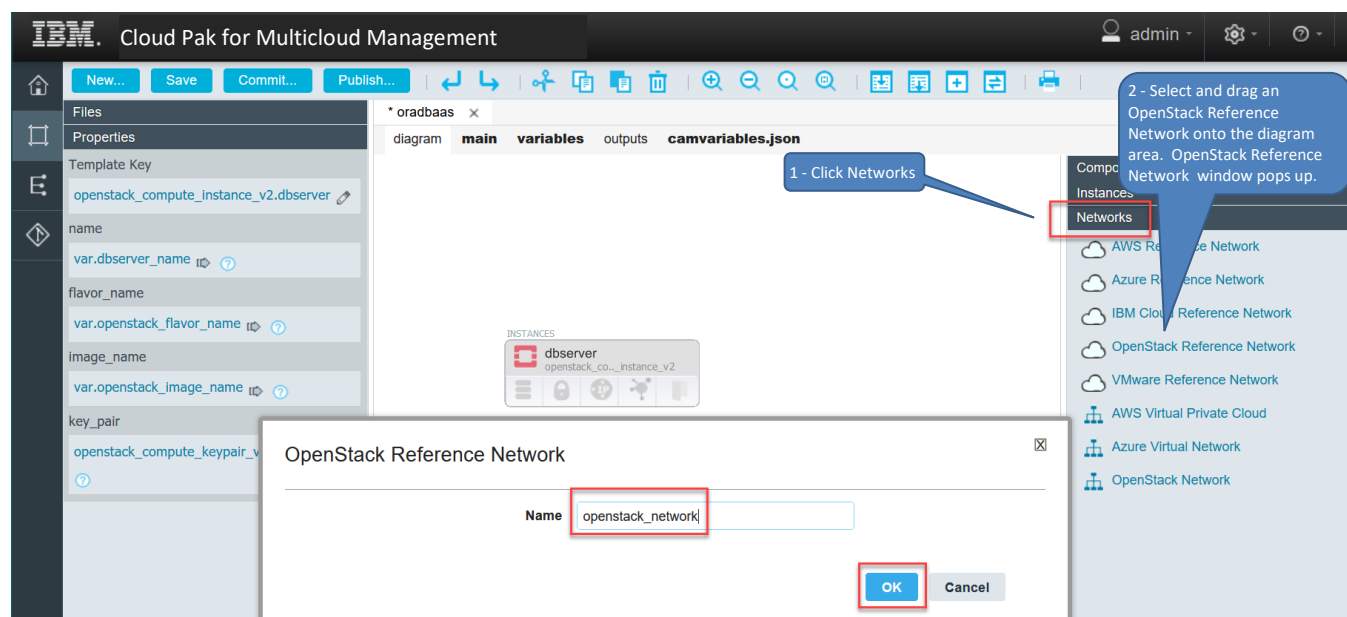 IBM. Cloud Pak for Multicloud Management
admin
New... Save Commit... Publish...
Files
Properties
Template Key
openstack_compute_instance_v2.dbserver
name
var.dbserver_name
flavor_name
var.openstack_flavor_name
image_name
var.openstack_image_name
key_pair
openstack_compute_keypair_v
* oradbaas x
diagram main variables outputs camvariables.json
1 - Click Networks
2 - Select and drag an
OpenStack Reference
Network onto the diagram
area. OpenStack Reference
Network window pops up.
INSTANCES
dbserver
openstack_co.._instance_v2
Instances
Networks
AWS Re ce Network
Azure R ence Network
IBM Clou Reference Network
OpenStack Reference Network
VMware Reference Network
AWS Virtual Private Cloud
Azure Virtual Network
OpenStack Network
OpenStack Reference Network
Name openstack_network
OK Cancel